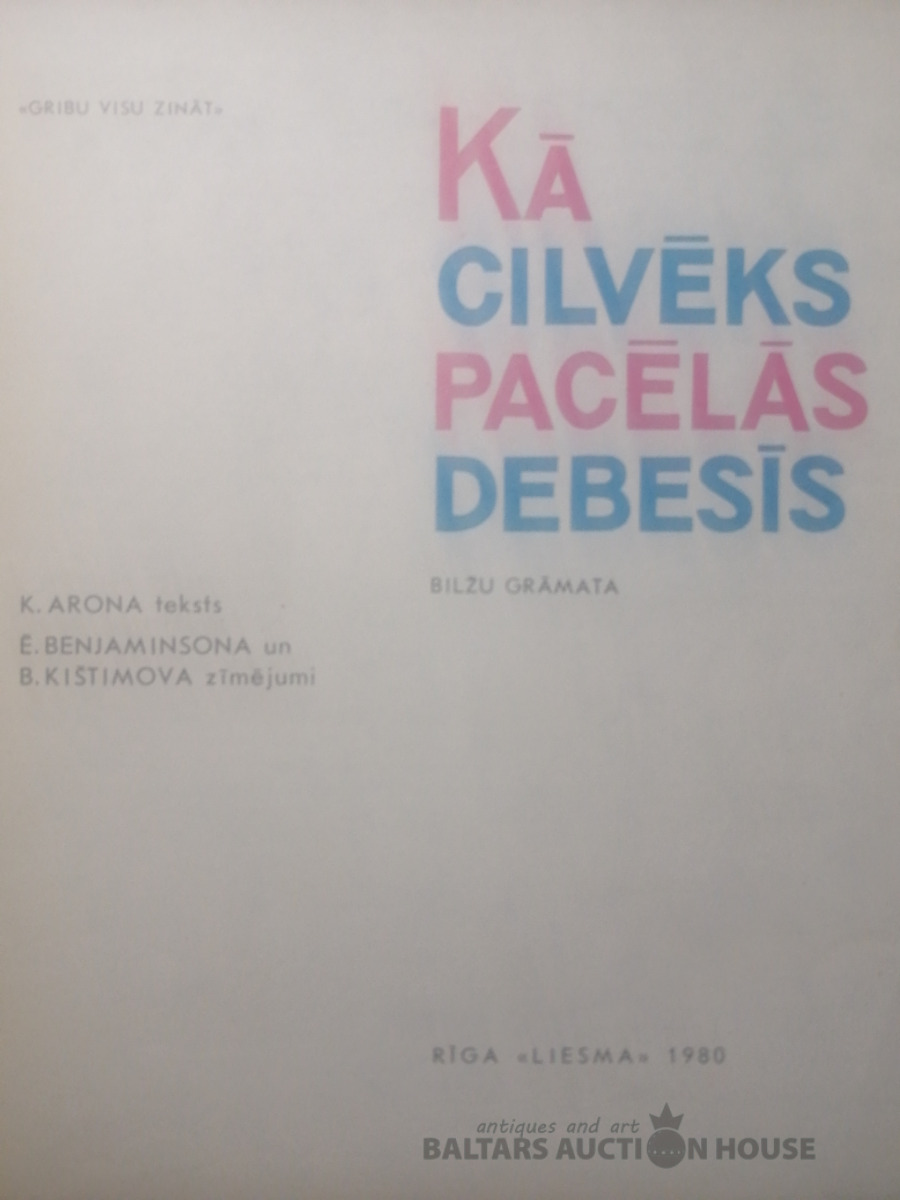 «GRIBU VISU ZINĀT»
KĀ
CILVĒKS
PACĒLĀS
DEBESĪS
BILŽU GRĀMATA
K. ARONA teksts
Ē. BENJAMINSONA un
B. KIŠTIMOVA zīmējumi
RĪGA «LIESMA» 1980
antiques and art
BALTARS AUCTION HOUSE